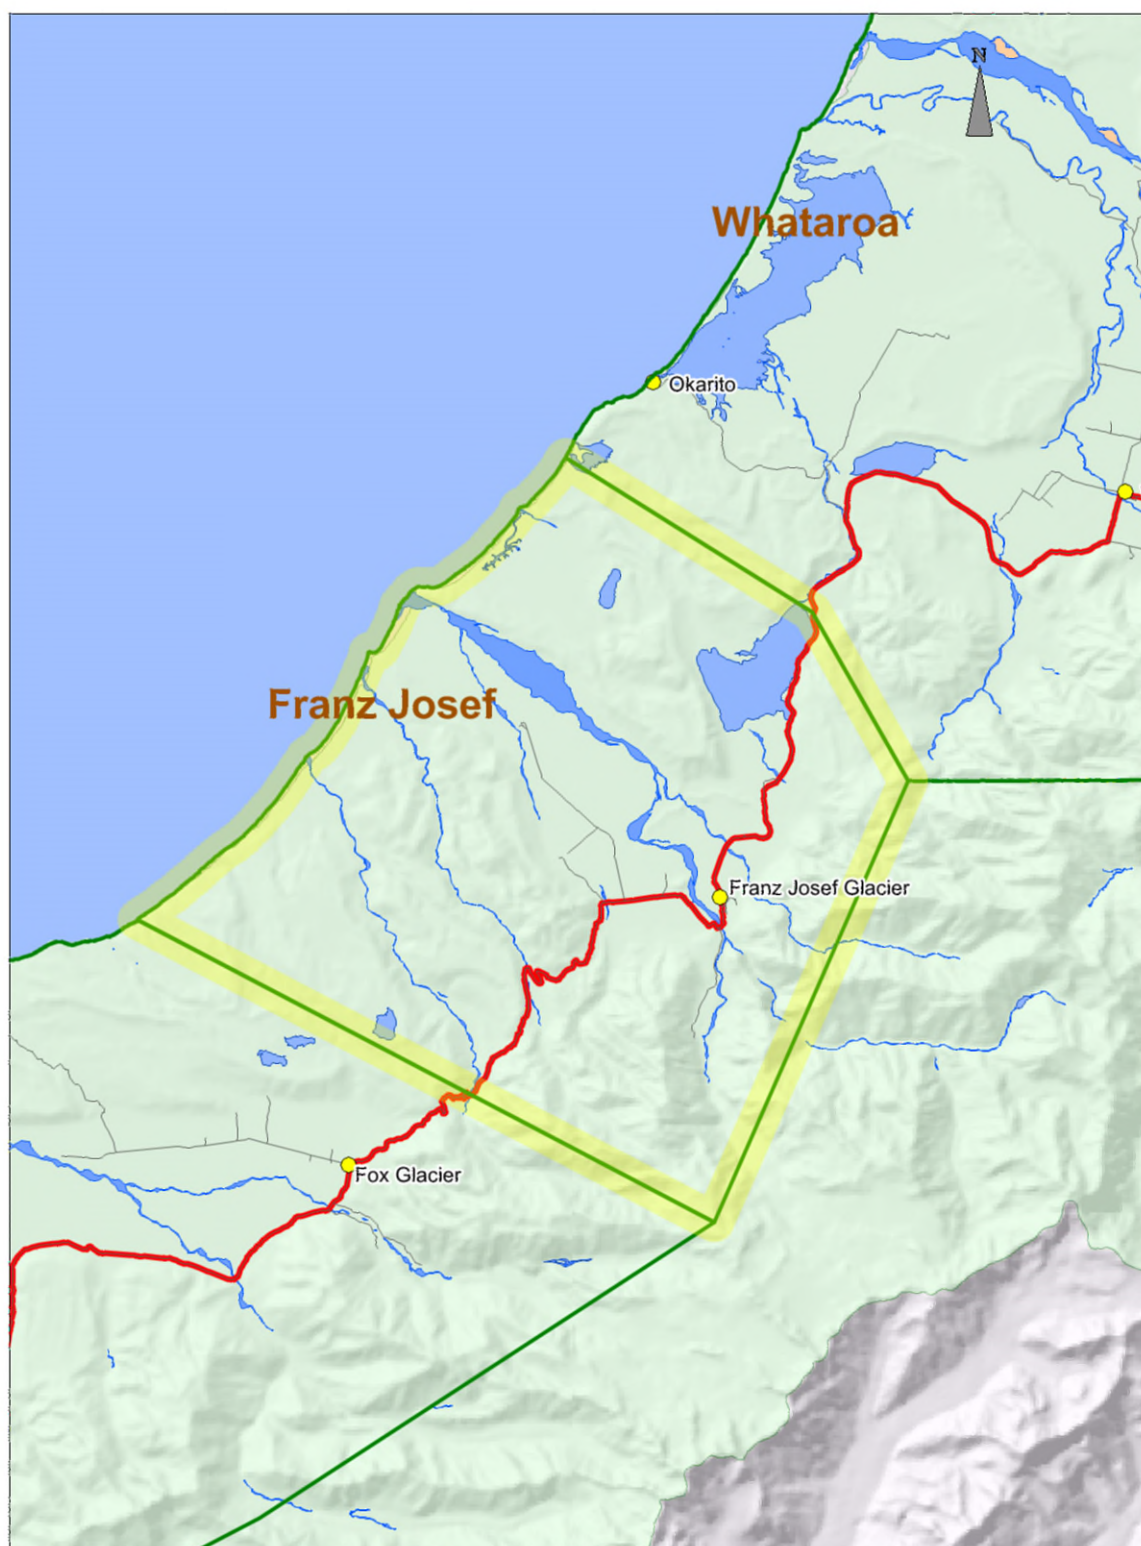 N
Whataroa
Okarito
Franz Josef
Franz Josef Glacier
Fox Glacier